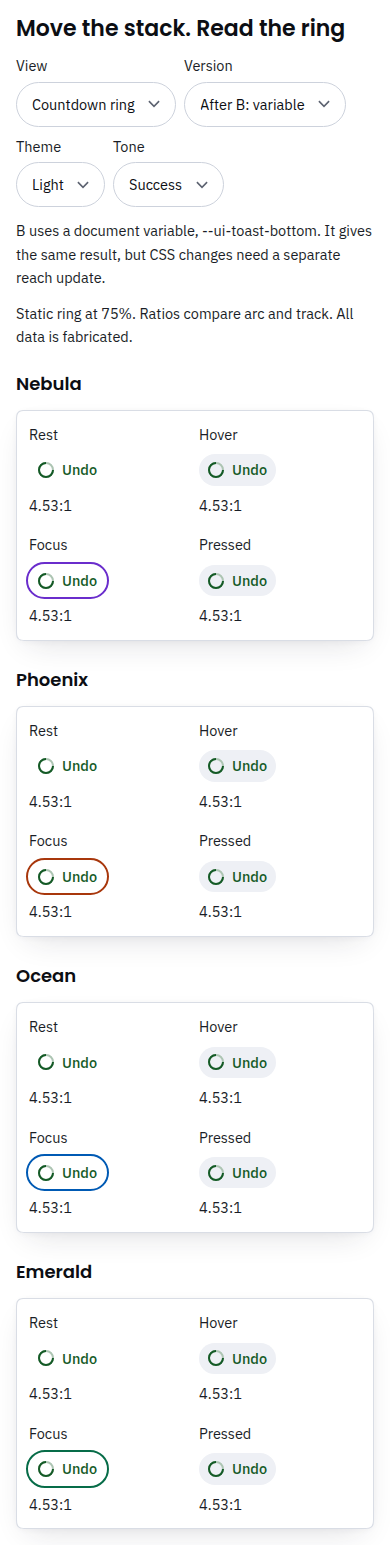 Move the stack. Read the ring
View
Version
Countdown ring
After B: variable
Theme
Tone
Light
Success
B uses a document variable, --ui-toast-bottom. It gives
the same result, but CSS changes need a separate
reach update.
Static ring at 75%. Ratios compare arc and track. All
data is fabricated.
Nebula
Rest
Hover
Undo
Undo
4.53:1
4.53:1
Focus
Pressed
Undo
Undo
4.53:1
4.53:1
Phoenix
Rest
Hover
Undo
Undo
4.53:1
4.53:1
Focus
Pressed
Undo
Undo
4.53:1
4.53:1
Ocean
Rest
Hover
Undo
Undo
4.53:1
4.53:1
Focus
Pressed
Undo
Undo
4.53:1
4.53:1
Emerald
Rest
Hover
Undo
Undo
4.53:1
4.53:1
Focus
Pressed
Undo
Undo
4.53:1
4.53:1